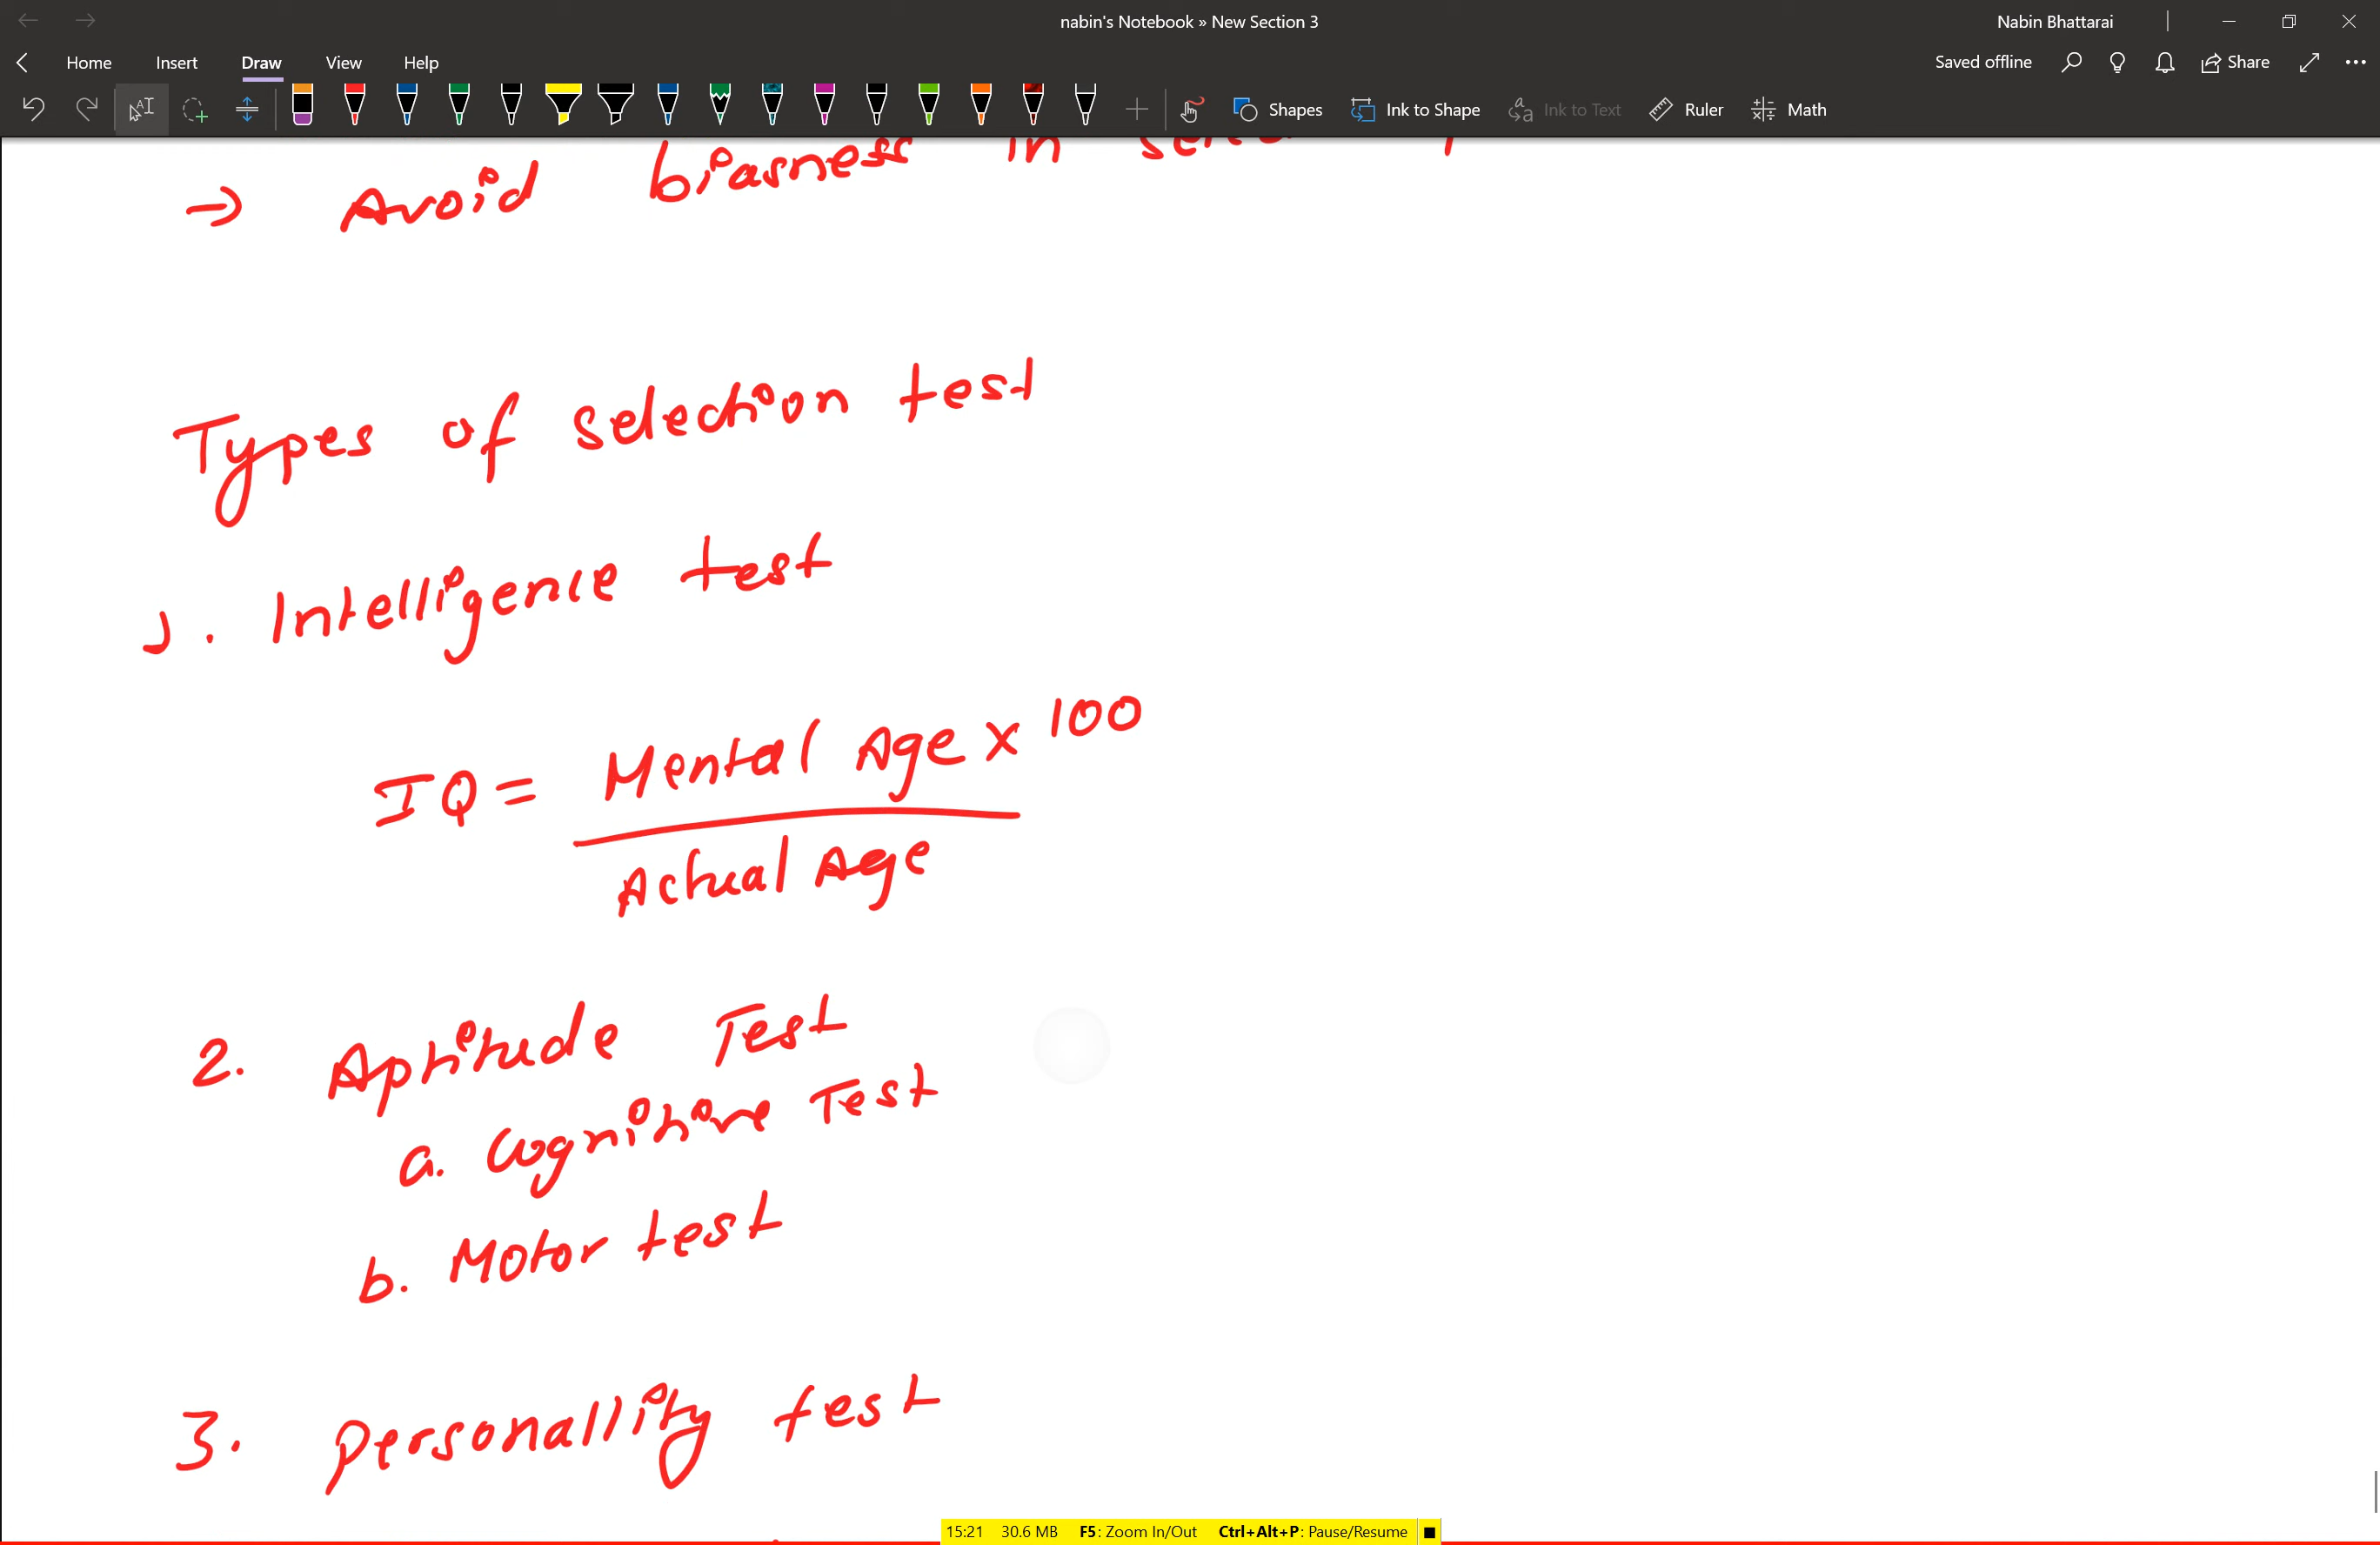 nabin's Notebook » New Section 3
Nabin Bhattarai
Home Insert Draw View Help
Saved offline
Share
Shapes
Ink to Shape
Ink to Text
Ruler
Math
→ Avoid biasness in
Types of selection test
1. Intelligence test
IQ = Mental Age x 100
Actual Age
2. Aptitude Test
a. Cognitive Test
b. Motor test
3. personallity test
15:21 30.6 MB F5: Zoom In/Out Ctrl+Alt+P: Pause/Resume